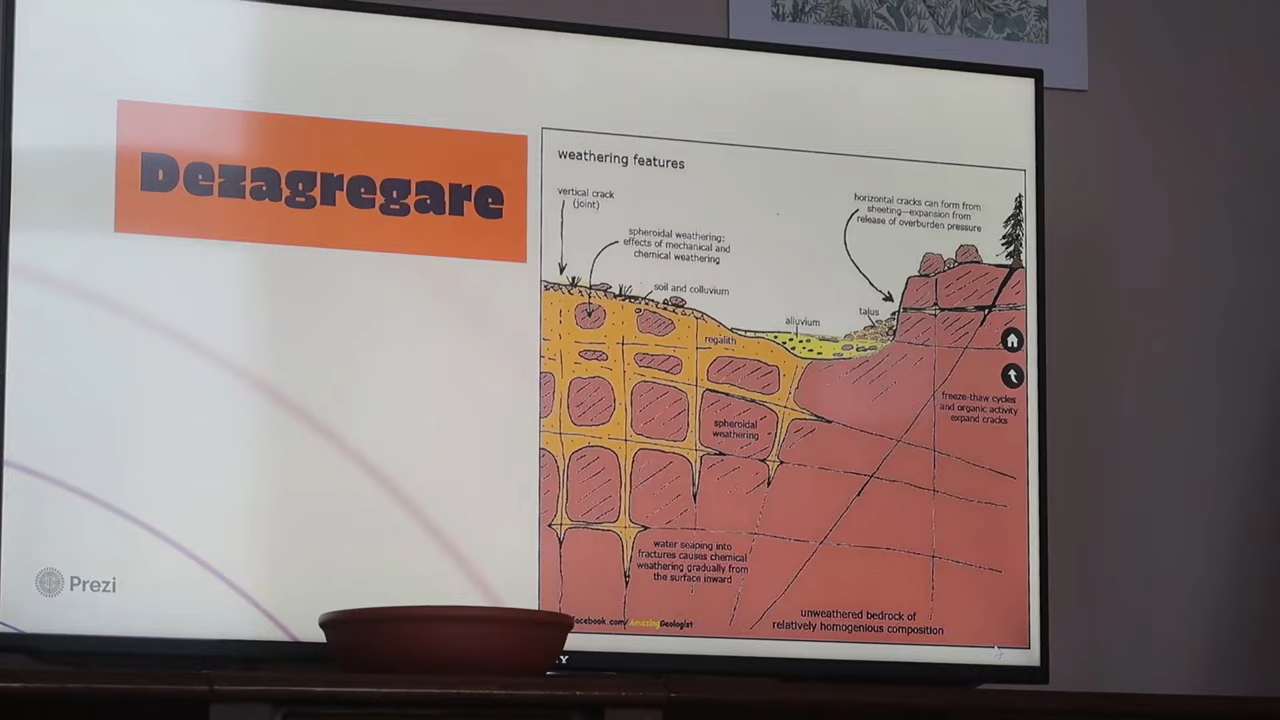 Dezagregare
Prezi
weathering features
vertical crack
(joint)
spheroidal weathering:
effects of mechanical and
chemical weathering
soil and colluvium
horizontal cracks can form from
sheeting—expansion from
release of overburden pressure
talus
alluvium
regalith
freeze-thaw cycles
and organic activity
expand cracks
spheroidal
weathering
water seaping into
fractures causes chemical
weathering gradually from
the surface inward
unweathered bedrock of
relatively homogenious composition
acebook.com/AmazingGeologist
Y